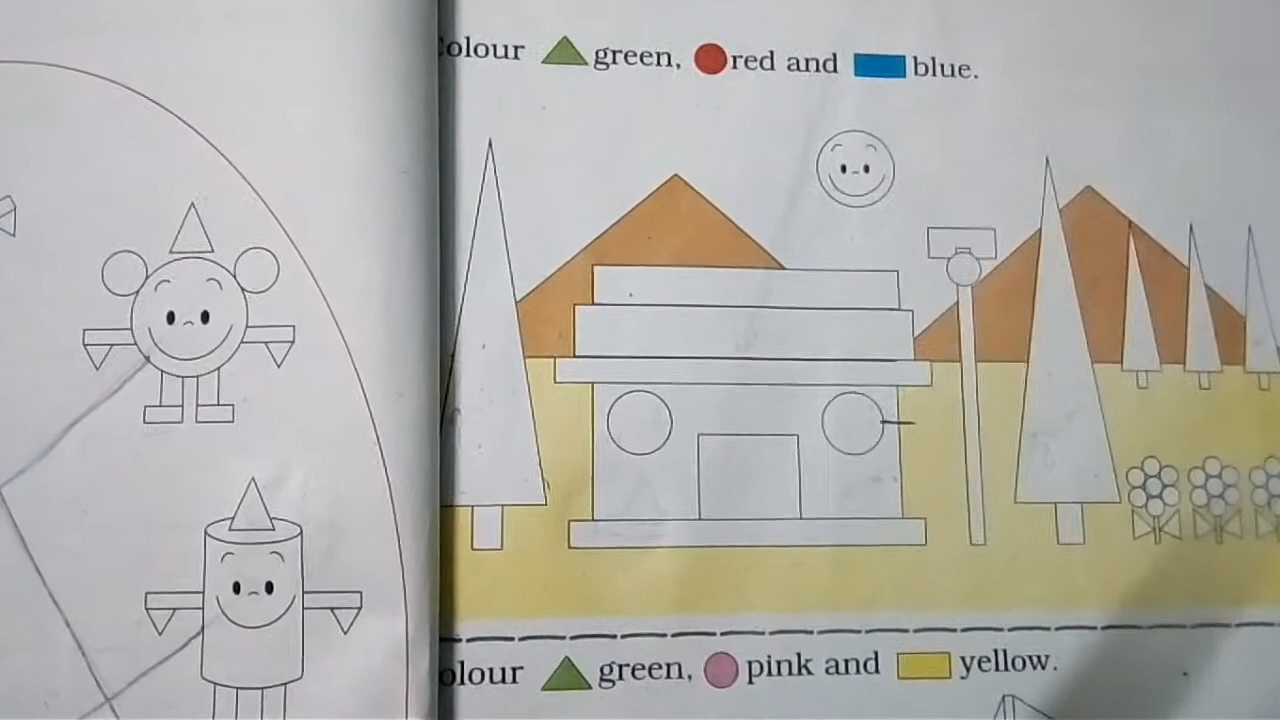 olour green, red and blue.
olour green, pink and yellow.